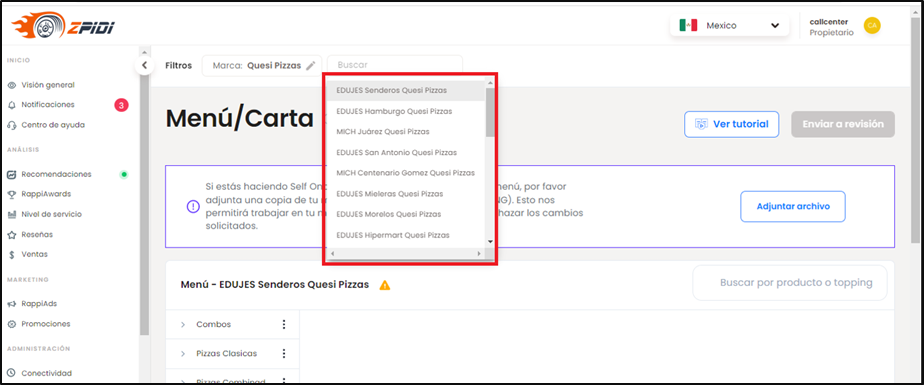 ZPIDI
Mexico
callcenter
Propietario
CA
INICIO
Visión general
Notificaciones
3
Centro de ayuda
ANÁLISIS
Recomendaciones
RappiAwards
Nivel de servicio
Reseñas
Ventas
MARKETING
RappiAds
Promociones
ADMINISTRACIÓN
Conectividad
Filtros
Marca: Quesi Pizzas
Buscar
EDUJES Senderos Quesi Pizzas
EDUJES Hamburgo Quesi Pizzas
MICH Juárez Quesi Pizzas
EDUJES San Antonio Quesi Pizzas
MICH Centenario Gomez Quesi Pizzas
EDUJES Mieleras Quesi Pizzas
EDUJES Morelos Quesi Pizzas
EDUJES Hipermart Quesi Pizzas
Menú/Carta
Ver tutorial
Enviar a revisión
Si estás haciendo Self On menú, por favor
adjunta una copia de tu m NG). Esto nos
permitirá trabajar en tu m hazar los cambios
solicitados.
Adjuntar archivo
Menú - EDUJES Senderos Quesi Pizzas
Buscar por producto o topping
Combos
Pizzas Clasicas
Pizzas Combinad